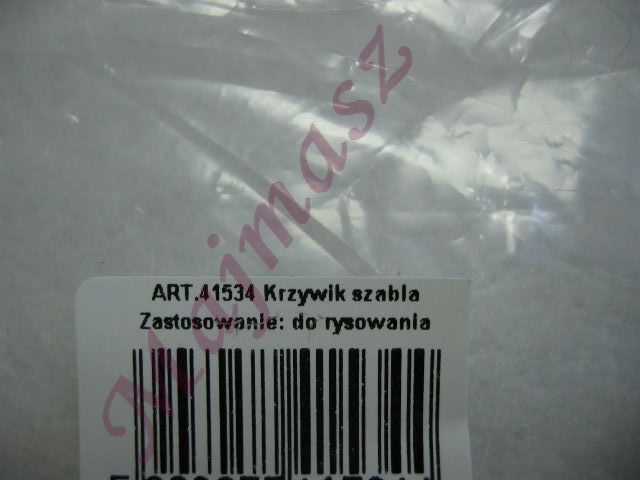 Majmasz
ART.41534 Krzywik szabla
Zastosowanie: do rysowania